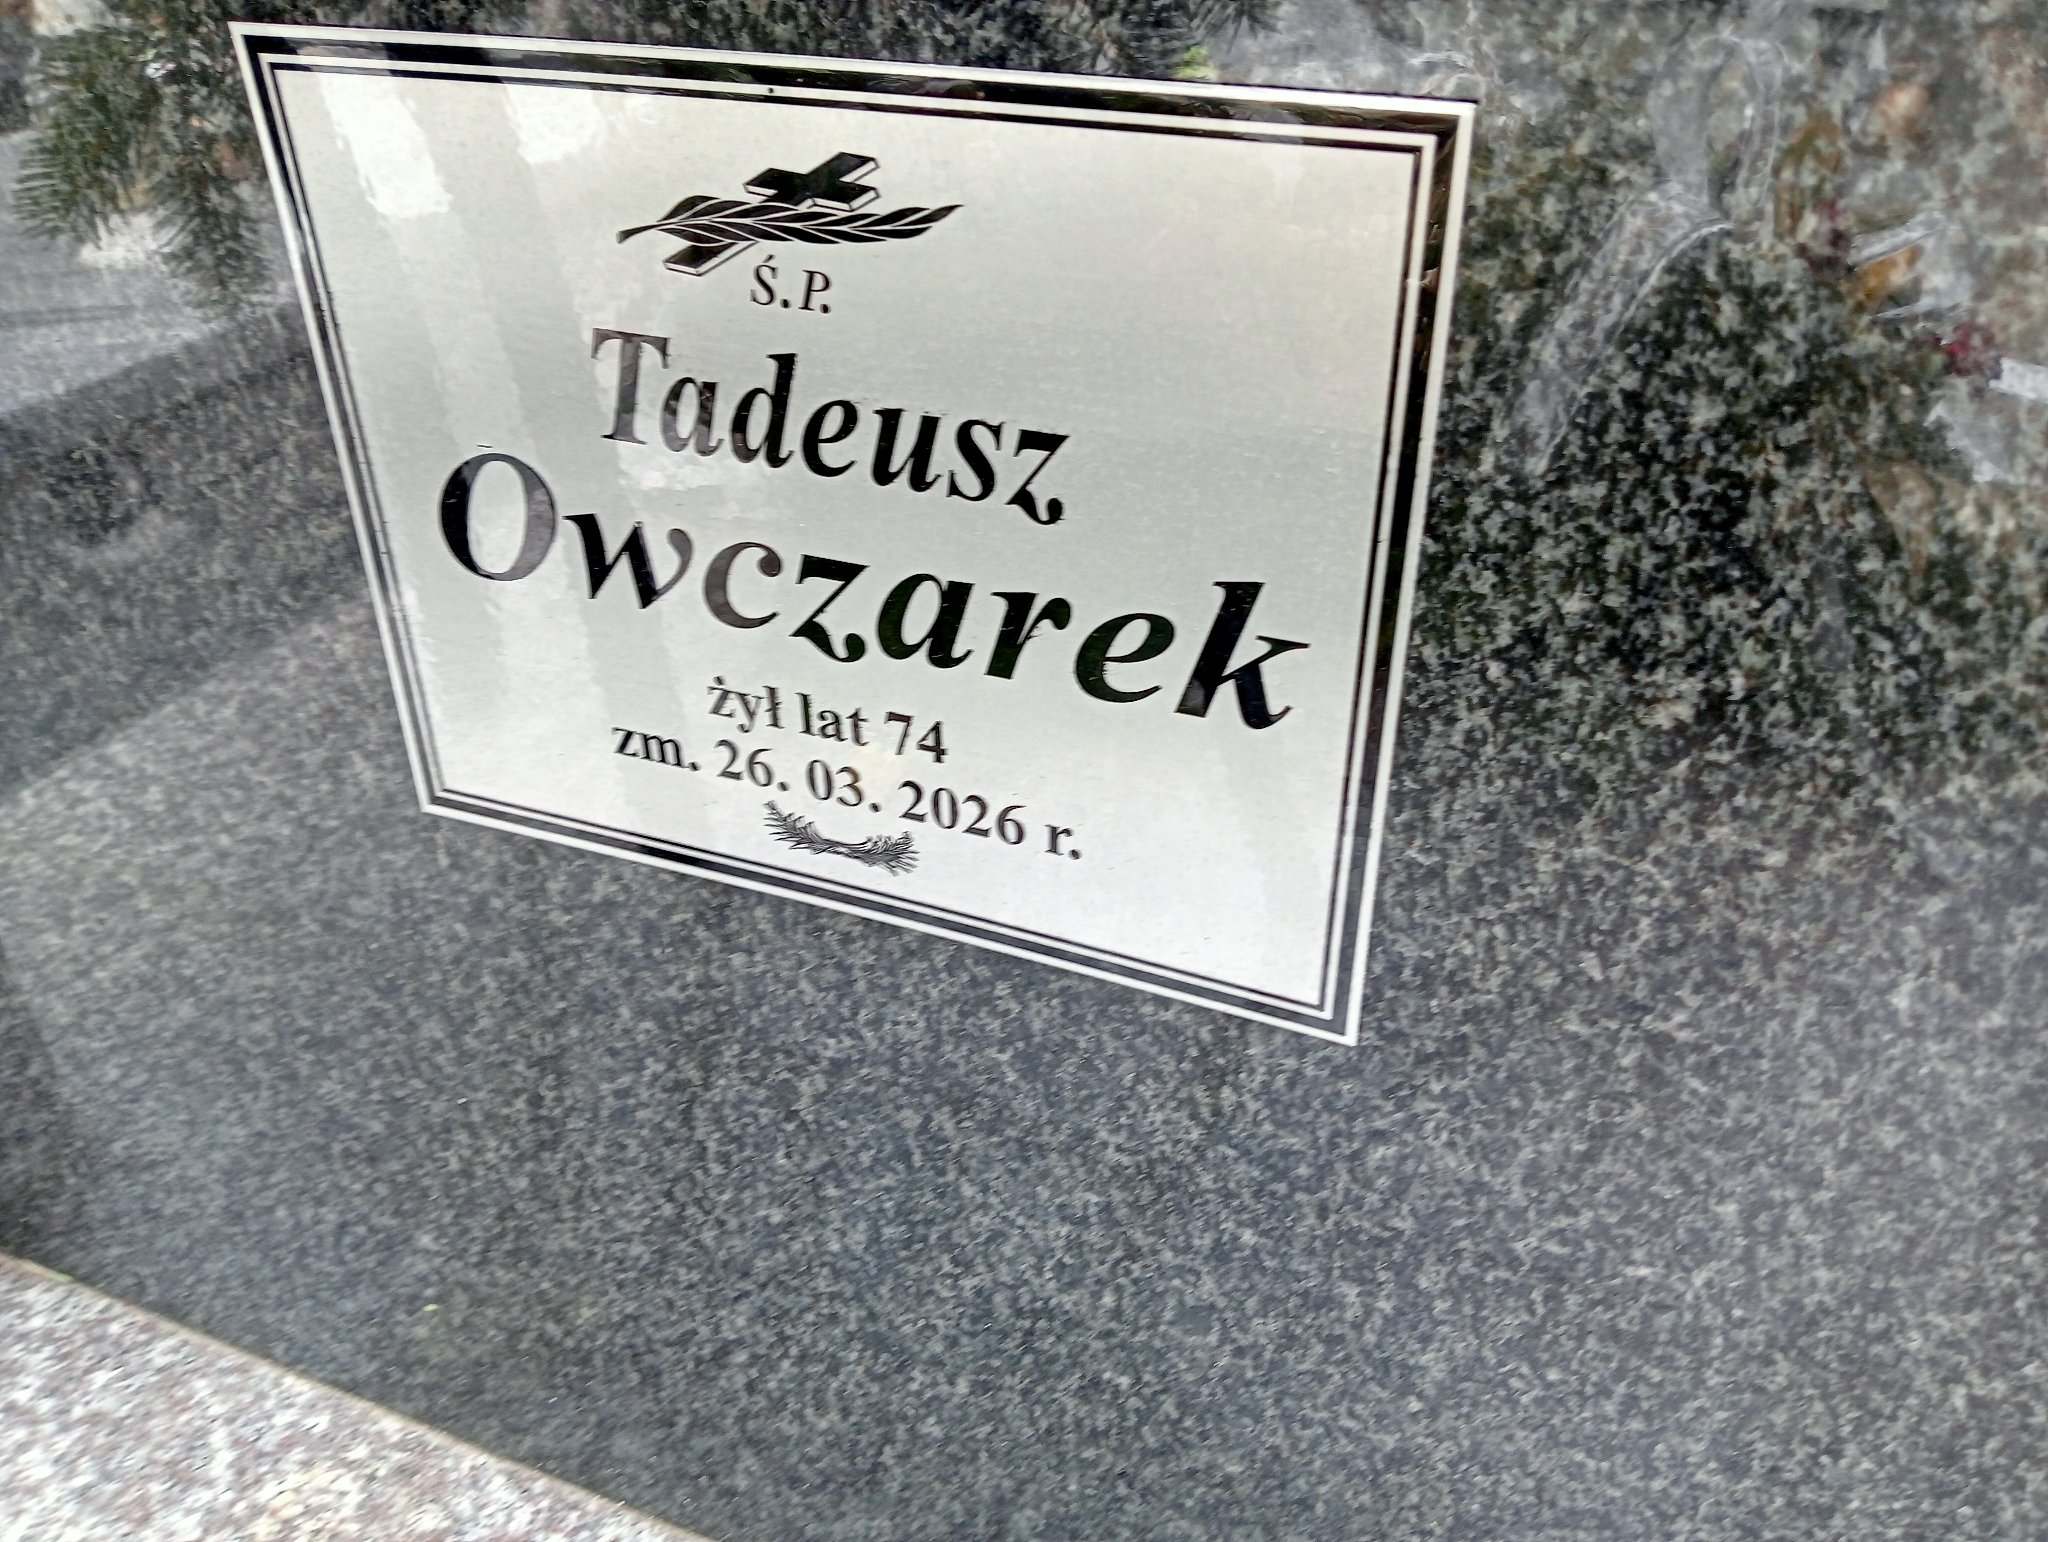 Ś.P.
Tadeusz
Owczarek
żył lat 74
zm. 26. 03. 2026 r.